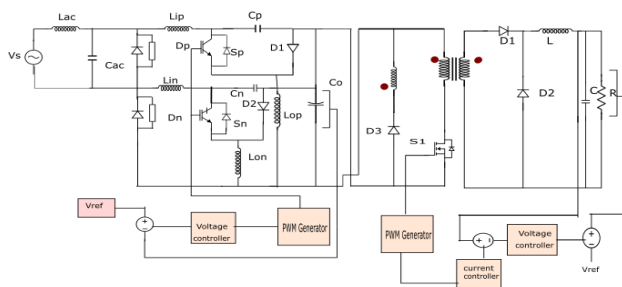 Lac
Lip
Cp
D1
Dp
Sp
Vs
Cac
Lin
Cn
D2
Co
Dn
Sn
Lop
Lon
D3
S1
D1
L
D2
C
R
Vref
Voltage
controller
PWM Generator
PWM
Generator
current
controller
Voltage
controller
Vref